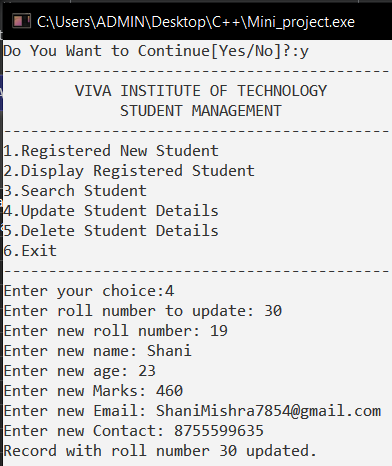 C:\Users\ADMIN\Desktop\C++\Mini_project.exe
Do You Want to Continue[Yes/No]?:y
--------------------------------------------
VIVA INSTITUTE OF TECHNOLOGY
STUDENT MANAGEMENT
--------------------------------------------
1.Registered New Student
2.Display Registered Student
3.Search Student
4.Update Student Details
5.Delete Student Details
6.Exit
--------------------------------------------
Enter your choice:4
Enter roll number to update: 30
Enter new roll number: 19
Enter new name: Shani
Enter new age: 23
Enter new Marks: 460
Enter new Email: ShaniMishra7854@gmail.com
Enter new Contact: 8755599635
Record with roll number 30 updated.